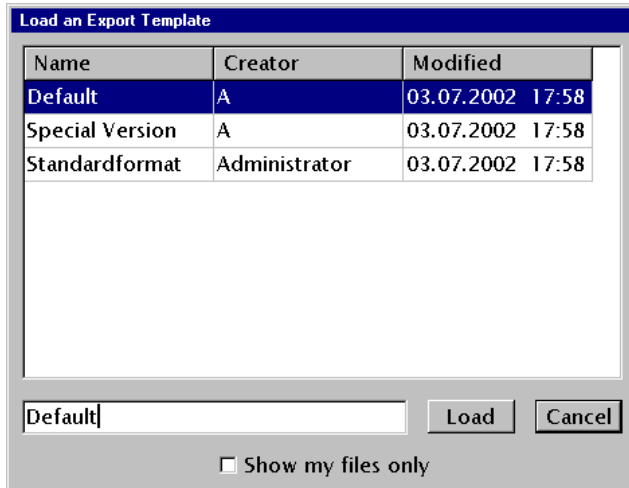 Load an Export Template
Name Creator Modified
Default A 03.07.2002 17:58
Special Version A 03.07.2002 17:58
Standardformat Administrator 03.07.2002 17:58
Default Load Cancel
Show my files only